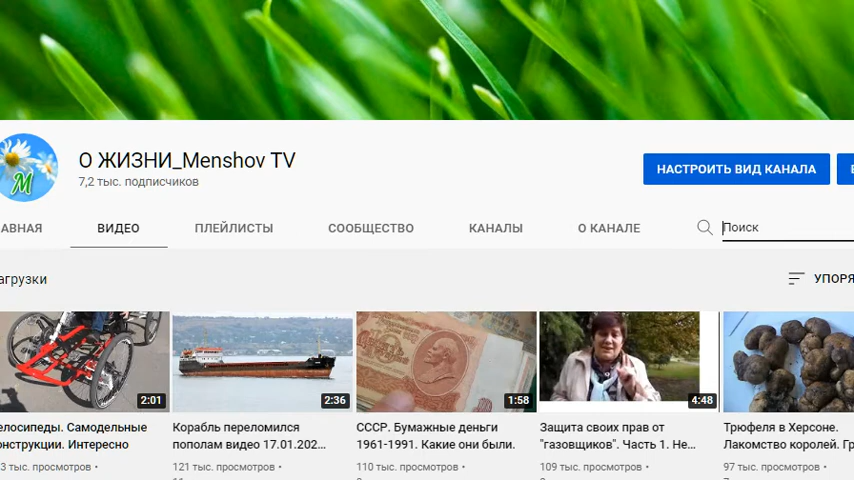 О ЖИЗНИ_Menshov TV
7,2 тыс. подписчиков
НАСТРОИТЬ ВИД КАНАЛА
М
АВНАЯ ВИДЕО ПЛЕЙЛИСТЫ СООБЩЕСТВО КАНАЛЫ О КАНАЛЕ Поиск
агрузки УПОРЯ
2:01 2:36 1:58 4:48
елосипеды. Самодельные
онструкции. Интересно
3 тыс. просмотров •
Корабль переломился
пополам видео 17.01.202...
121 тыс. просмотров •
СССР. Бумажные деньги
1961-1991. Какие они были.
110 тыс. просмотров •
Защита своих прав от
"газовщиков". Часть 1. Не...
109 тыс. просмотров •
Трюфеля в Херсоне.
Лакомство королей. Гр
97 тыс. просмотров •